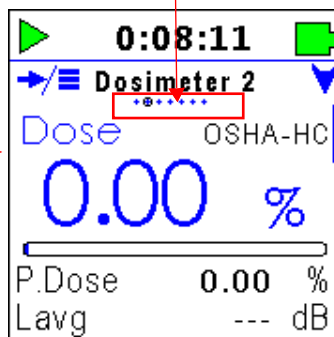 0:08:11
Dosimeter 2
Dose OSHA-HC
0.00 %
P.Dose 0.00 %
Lavg --- dB